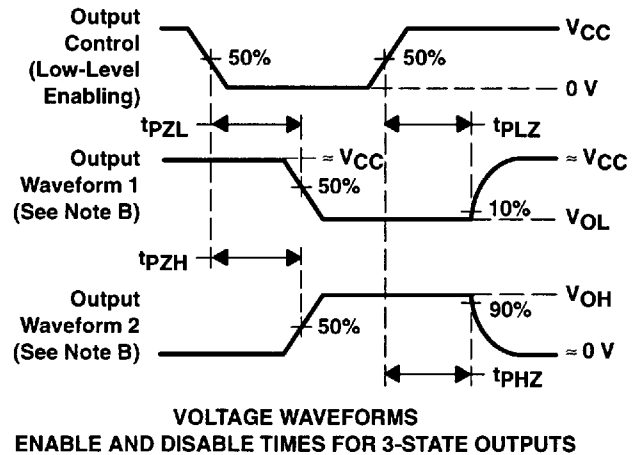 Output
Control
(Low-Level
Enabling)
50%
50%
VCC
0 V
tPZL
tPLZ
Output
Waveform 1
(See Note B)
≈ VCC
50%
≈ VCC
10%
VOL
tPZH
Output
Waveform 2
(See Note B)
50%
VOH
90%
≈ 0 V
tPHZ
VOLTAGE WAVEFORMS
ENABLE AND DISABLE TIMES FOR 3-STATE OUTPUTS